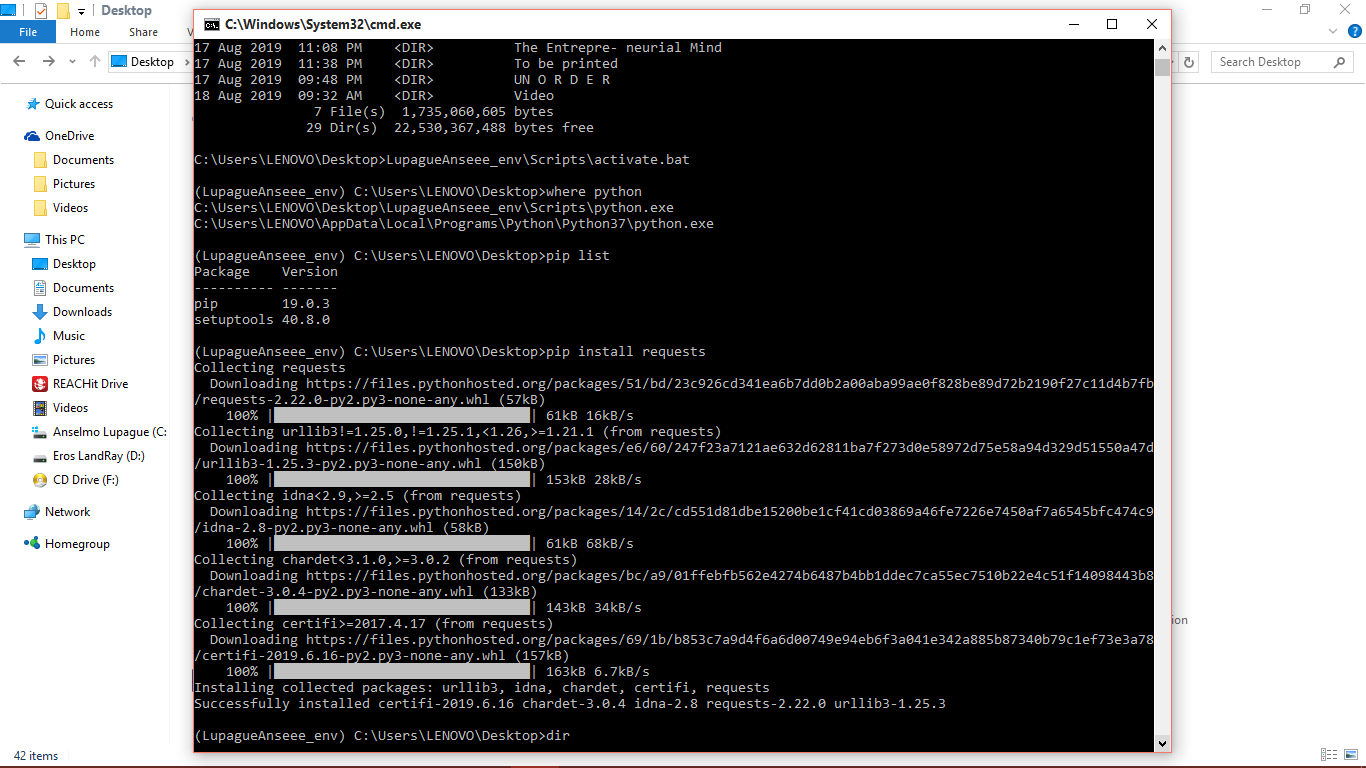 Desktop
File
Home
Share
V
Desktop
Search Desktop
Quick access
OneDrive
Documents
Pictures
Videos
This PC
Desktop
Documents
Downloads
Music
Pictures
REACHit Drive
Videos
Anselmo Lupague (C:
Eros LandRay (D:)
CD Drive (F:)
Network
Homegroup
42 items
ion
C:\Windows\System32\cmd.exe
17 Aug 2019  11:08 PM    <DIR>          The Entrepre- neurial Mind
17 Aug 2019  11:38 PM    <DIR>          To be printed
17 Aug 2019  09:48 PM    <DIR>          UN O R D E R
18 Aug 2019  09:32 AM    <DIR>          Video
7 File(s)  1,735,060,605 bytes
29 Dir(s)  22,530,367,488 bytes free
C:\Users\LENOVO\Desktop>LupagueAnseee_env\Scripts\activate.bat
(LupagueAnseee_env) C:\Users\LENOVO\Desktop>where python
C:\Users\LENOVO\Desktop\LupagueAnseee_env\Scripts\python.exe
C:\Users\LENOVO\AppData\Local\Programs\Python\Python37\python.exe
(LupagueAnseee_env) C:\Users\LENOVO\Desktop>pip list
Package    Version
---------- -------
pip        19.0.3
setuptools 40.8.0
(LupagueAnseee_env) C:\Users\LENOVO\Desktop>pip install requests
Collecting requests
Downloading https://files.pythonhosted.org/packages/51/bd/23c926cd341ea6b7dd0b2a00aba99ae0f828be89d72b2190f27c11d4b7fb
/requests-2.22.0-py2.py3-none-any.whl (57kB)
100% | | 61kB 16kB/s
Collecting urllib3!=1.25.0,!=1.25.1,<1.26,>=1.21.1 (from requests)
Downloading https://files.pythonhosted.org/packages/e6/60/247f23a7121ae632d62811ba7f273d0e58972d75e58a94d329d51550a47d
/urllib3-1.25.3-py2.py3-none-any.whl (150kB)
100% | | 153kB 28kB/s
Collecting idna<2.9,>=2.5 (from requests)
Downloading https://files.pythonhosted.org/packages/14/2c/cd551d81dbe15200be1cf41cd03869a46fe7226e7450af7a6545bfc474c9
/idna-2.8-py2.py3-none-any.whl (58kB)
100% | | 61kB 68kB/s
Collecting chardet<3.1.0,>=3.0.2 (from requests)
Downloading https://files.pythonhosted.org/packages/bc/a9/01ffebfb562e4274b6487b4bb1ddec7ca55ec7510b22e4c51f14098443b8
/chardet-3.0.4-py2.py3-none-any.whl (133kB)
100% | | 143kB 34kB/s
Collecting certifi>=2017.4.17 (from requests)
Downloading https://files.pythonhosted.org/packages/69/1b/b853c7a9d4f6a6d00749e94eb6f3a041e342a885b87340b79c1ef73e3a78
/certifi-2019.6.16-py2.py3-none-any.whl (157kB)
100% | | 163kB 6.7kB/s
Installing collected packages: urllib3, idna, chardet, certifi, requests
Successfully installed certifi-2019.6.16 chardet-3.0.4 idna-2.8 requests-2.22.0 urllib3-1.25.3
(LupagueAnseee_env) C:\Users\LENOVO\Desktop>dir